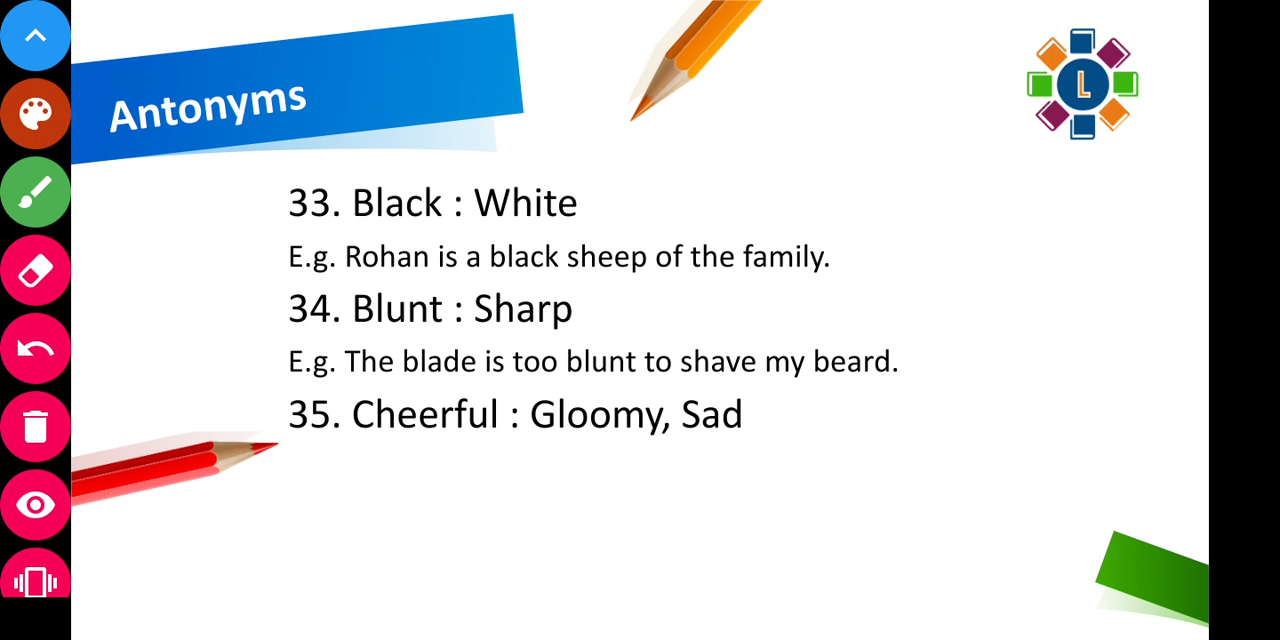 Antonyms
L
33. Black : White
E.g. Rohan is a black sheep of the family.
34. Blunt : Sharp
E.g. The blade is too blunt to shave my beard.
35. Cheerful : Gloomy, Sad